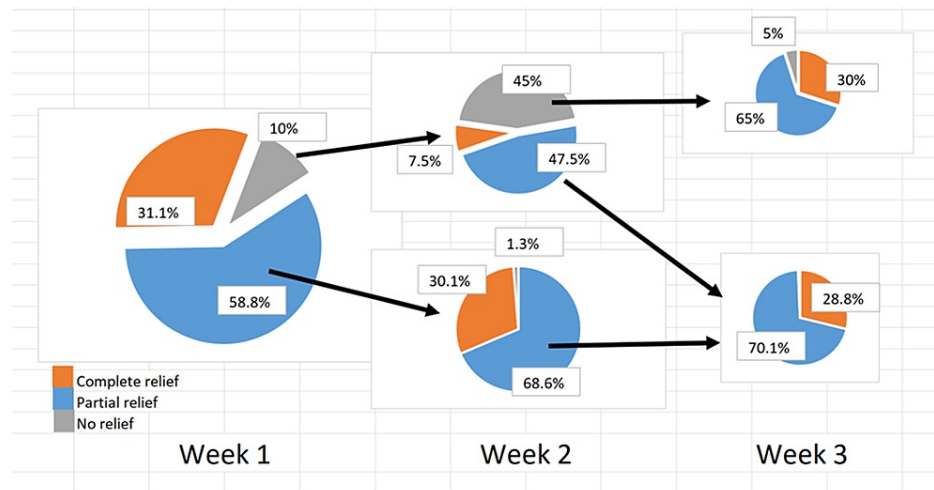 10%
31.1%
58.8%
45%
7.5%
47.5%
1.3%
30.1%
68.6%
5%
30%
65%
28.8%
70.1%
Complete relief
Partial relief
No relief
Week 1
Week 2
Week 3